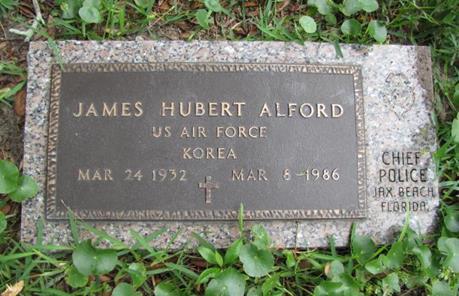 JAMES HUBERT ALFORD
US AIR FORCE
KOREA
MAR 24 1932 MAR 8-1986
CHIEF
POLICE
JAX. BEACH
FLORIDA